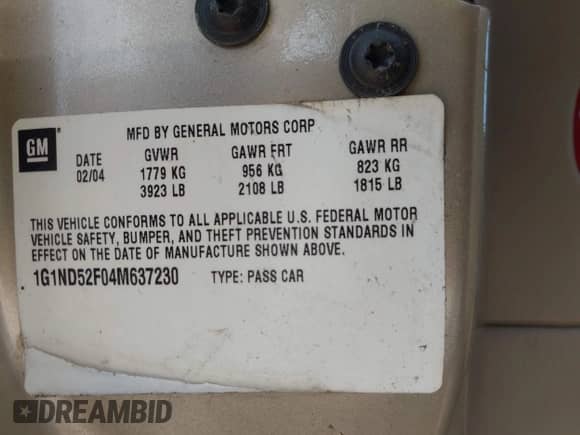 GM
MFD BY GENERAL MOTORS CORP
DATE GVWR GAWR FRT GAWR RR
02/04 1779 KG 956 KG 823 KG
3923 LB 2108 LB 1815 LB
THIS VEHICLE CONFORMS TO ALL APPLICABLE U.S. FEDERAL MOTOR
VEHICLE SAFETY, BUMPER, AND THEFT PREVENTION STANDARDS IN
EFFECT ON THE DATE OF MANUFACTURE SHOWN ABOVE.
1G1ND52F04M637230 TYPE: PASS CAR
DREAMBID